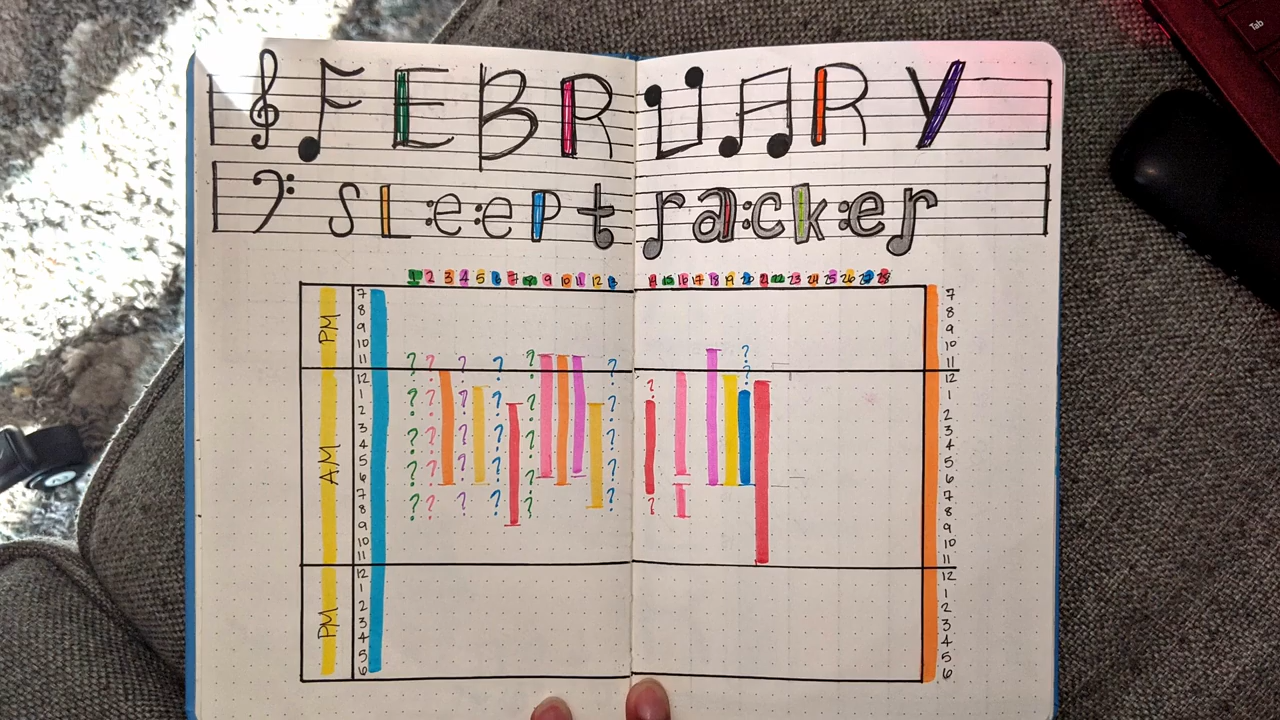 FEBRUARY
SLeep tracker
1 2 3 4 5 6 7 8 9 10 11 12 13 14 15 16 17 18 19 20 21 22 23 24 25 26 27 28
PM 7 7
8 8
9 9
10 10
11 11
AM 12 12
1 1
2 2
3 3
4 4
5 5
6 6
7 7
8 8
9 9
10 10
11 11
PM 12 12
1 1
2 2
3 3
4 4
5 5
6 6
? ? ? ? ? ? ?
? ? ? ? ? ? ?
? ? ? ? ? ?
? ? ? ? ? ?
? ? ? ? ? ? ?
Tab